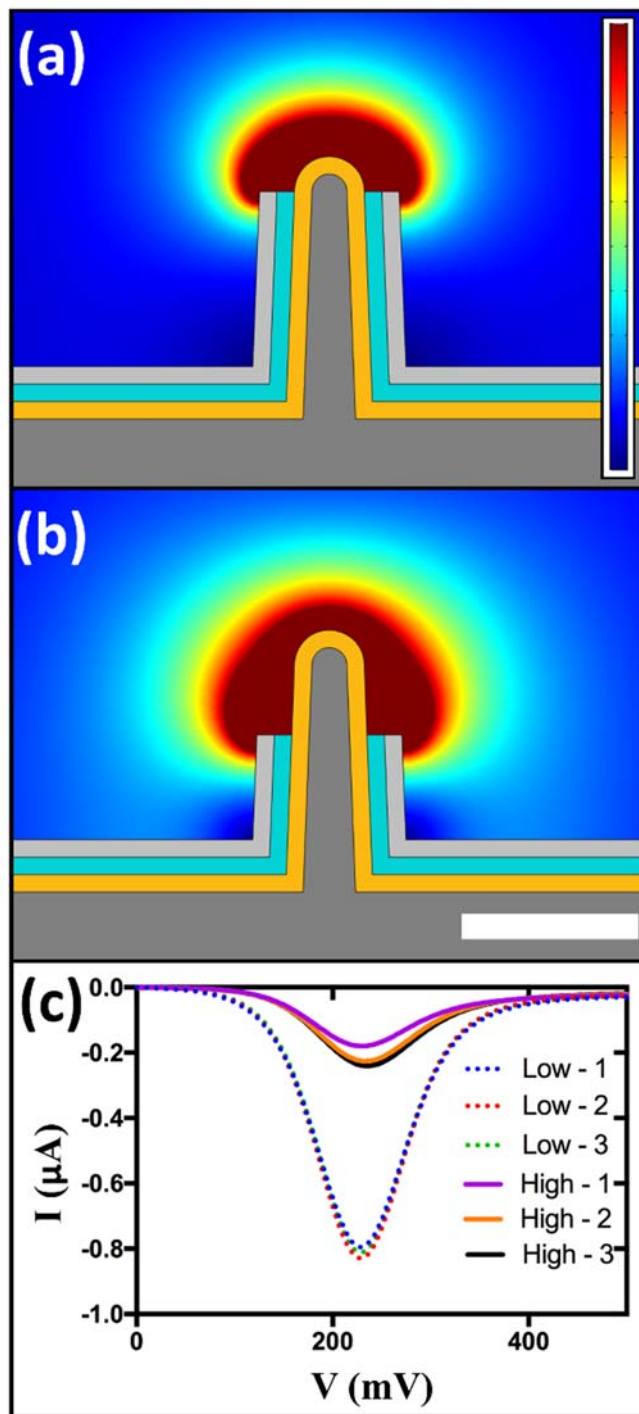 (a)
(b)
(c)
0.0
-0.2
-0.4
-0.6
-0.8
-1.0
I (μA)
Low - 1
Low - 2
Low - 3
High - 1
High - 2
High - 3
0
200
400
V (mV)